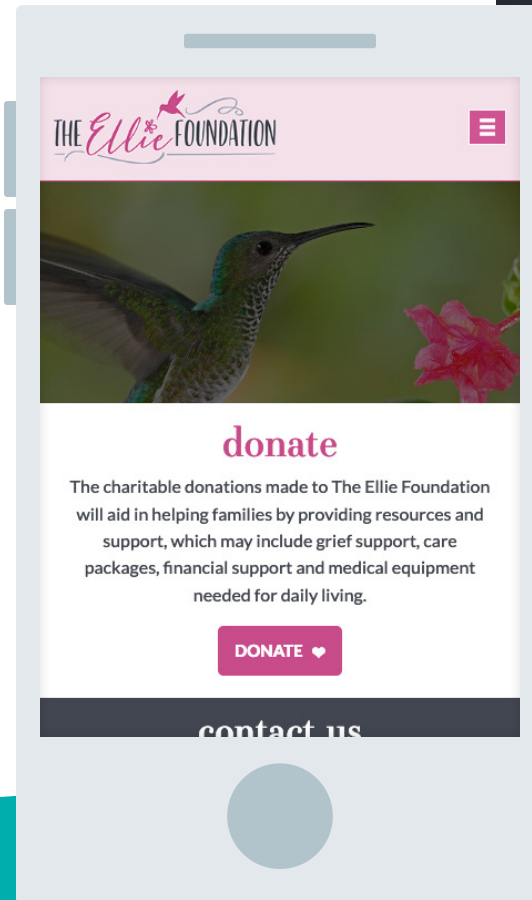 THE Ellie FOUNDATION
donate
The charitable donations made to The Ellie Foundation
will aid in helping families by providing resources and
support, which may include grief support, care
packages, financial support and medical equipment
needed for daily living.
DONATE
contact us